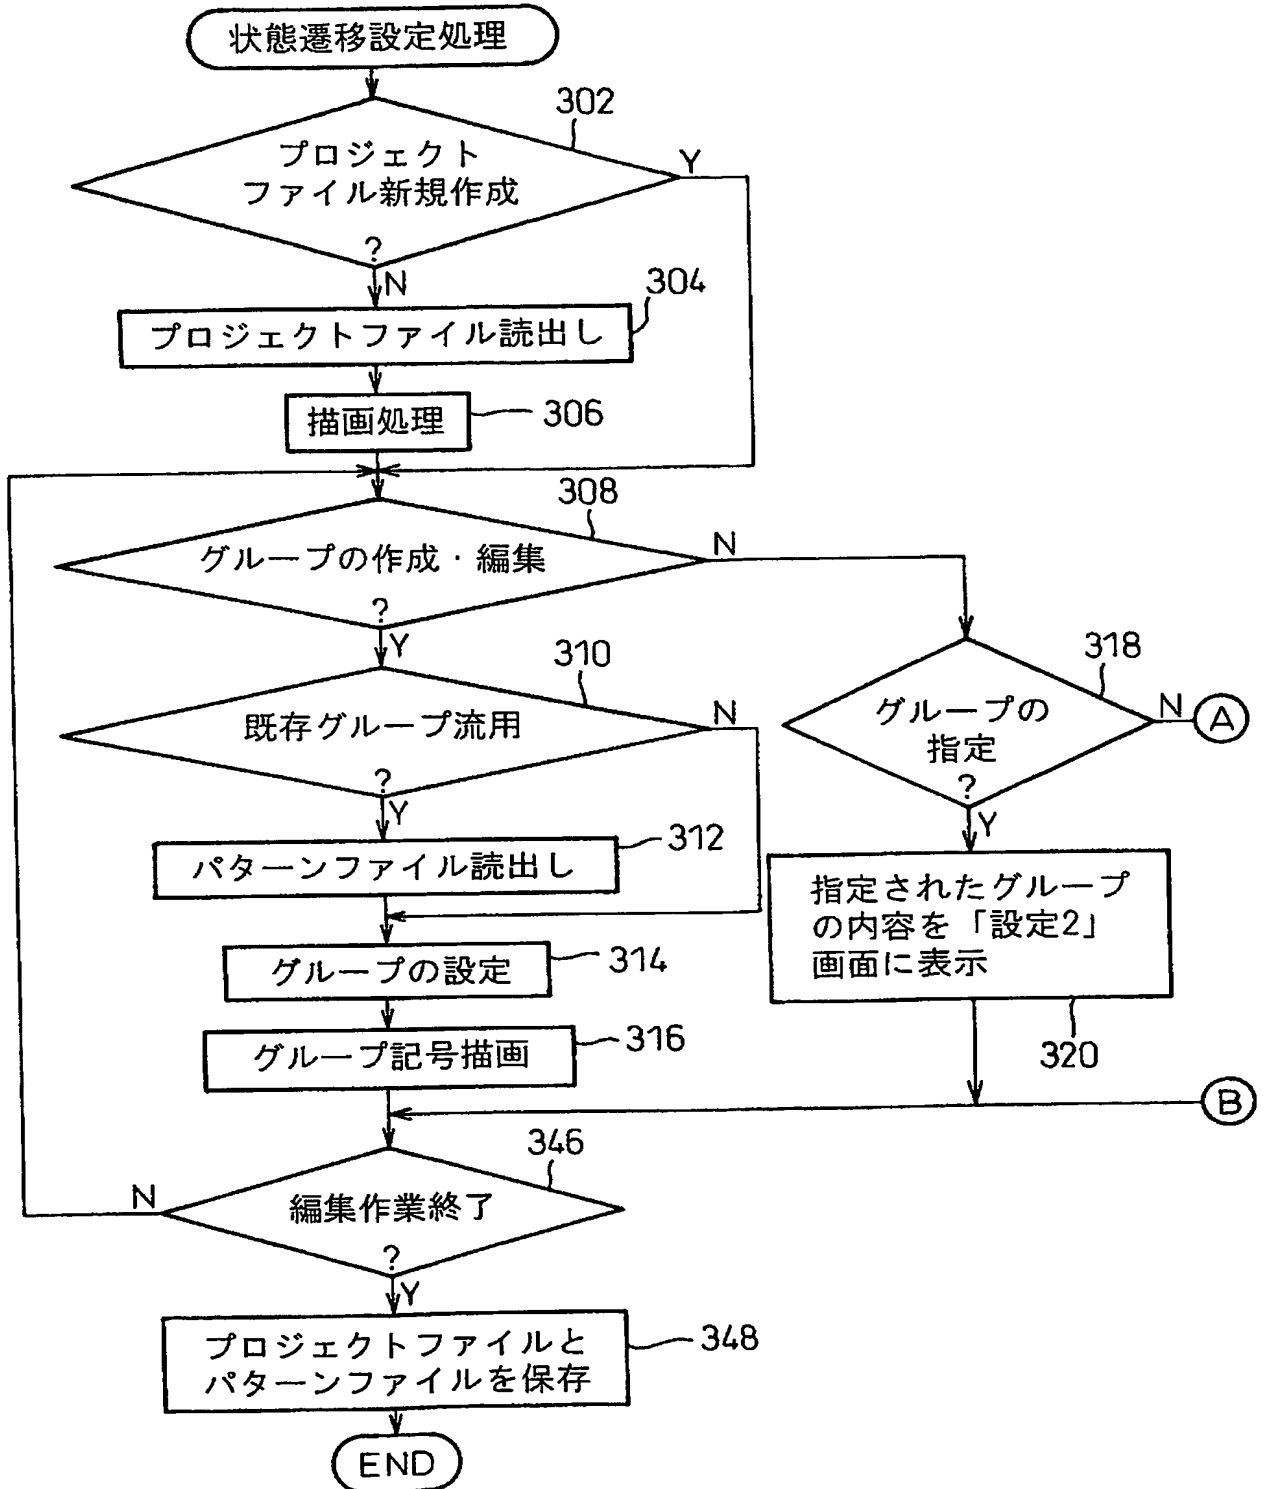 状態遷移設定処理
302
プロジェクト
ファイル新規作成
?
Y
N
304
プロジェクトファイル読出し
描画処理
306
308
グループの作成・編集
?
N
Y
310
既存グループ流用
?
N
Y
318
グループの
指定
?
N
A
Y
312
パターンファイル読出し
指定されたグループ
の内容を「設定2」
画面に表示
320
グループの設定
314
グループ記号描画
316
B
346
編集作業終了
?
N
Y
プロジェクトファイルと
パターンファイルを保存
348
END